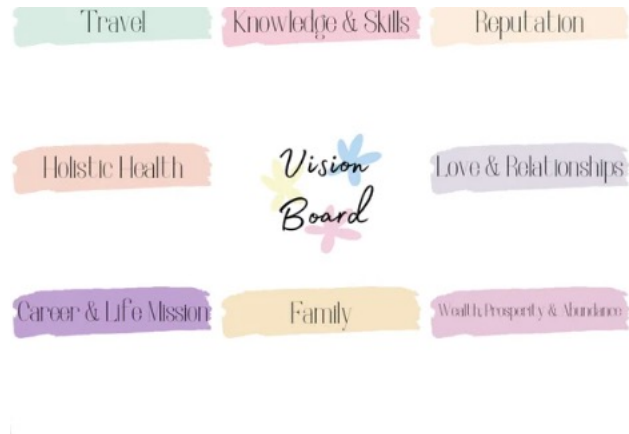 Travel
Knowledge & Skills
Reputation
Holistic Health
Vision
Board
Love & Relationships
Career & Life Mission
Family
Wealth, Prosperity & Abundance